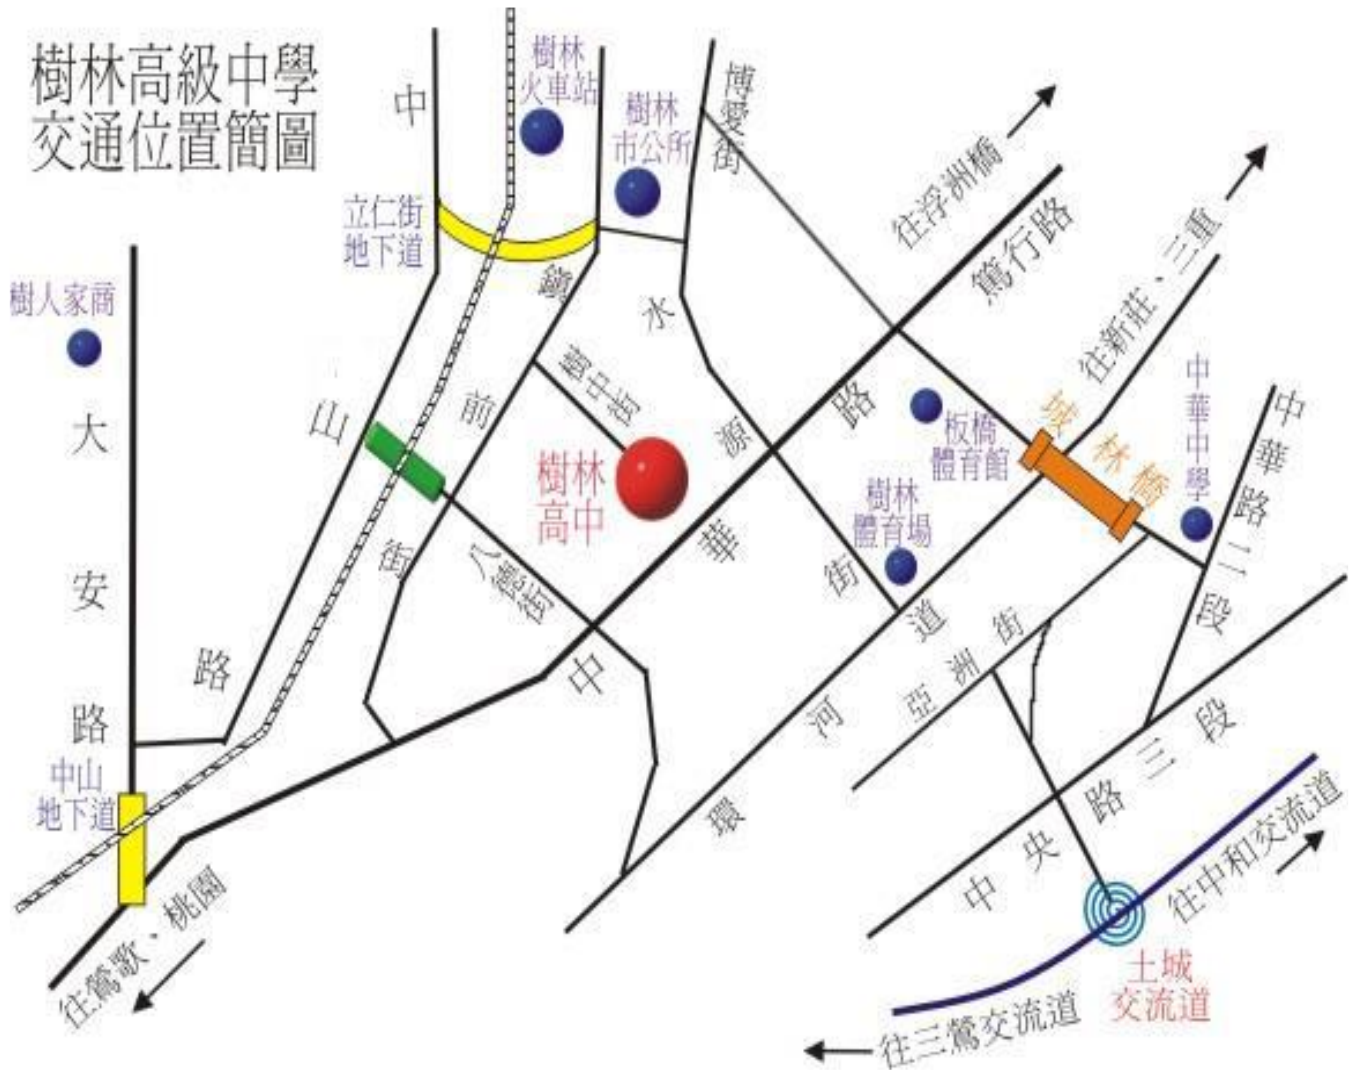 樹林高級中學
交通位置簡圖
樹林
火車站
樹林
市公所
博愛街
往浮洲橋
篤行路
往新莊、三重
立仁街
地下道
樹人家商
中山路
鎮前街
水源街
樹中街
樹林
高中
八德街
中華路
板橋
體育館
樹林
體育場
城林橋
中華中學
中華路二段
大安路
中山
地下道
環河道
亞洲街
中央路三段
往鶯歌、桃園
往中和交流道
土城
交流道
往三鶯交流道